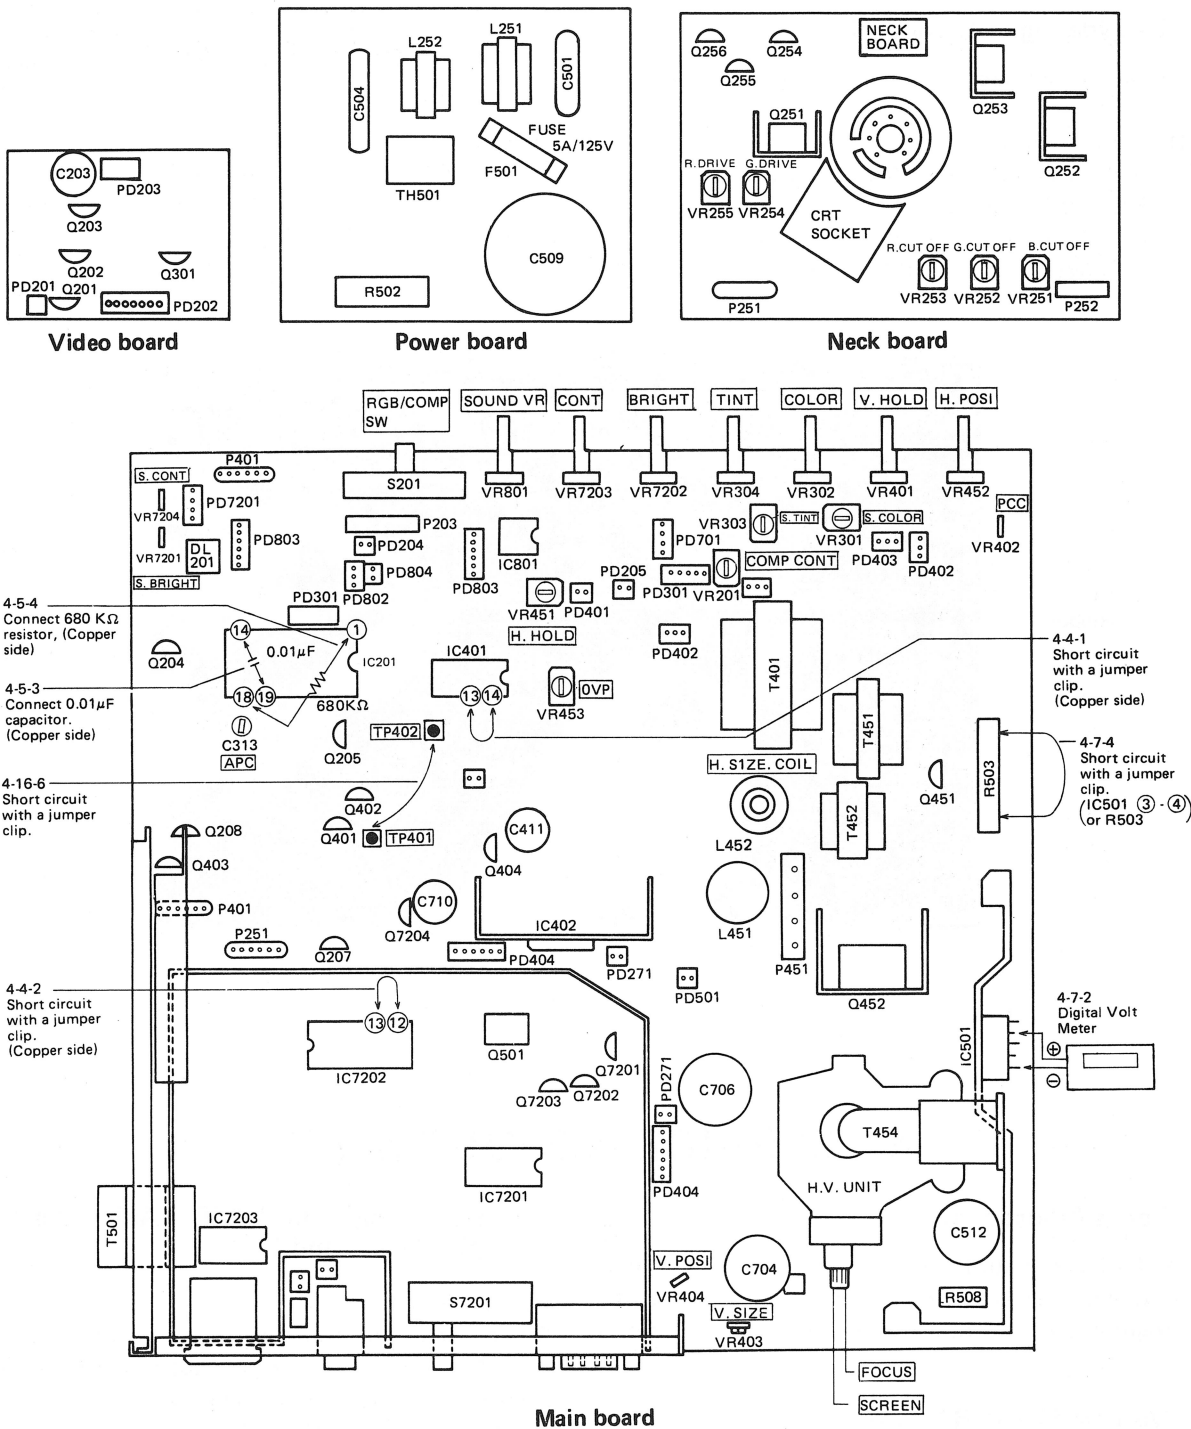 C203
PD203
Q203
Q202
Q301
PD201
Q201
PD202
Video board
L252
L251
C504
C501
FUSE
5A/125V
F501
TH501
C509
R502
Power board
Q256
Q254
Q255
NECK
BOARD
Q253
Q251
Q252
R.DRIVE
G.DRIVE
VR255
VR254
CRT
SOCKET
R.CUT OFF
G.CUT OFF
B.CUT OFF
VR253
VR252
VR251
P251
P252
Neck board
RGB/COMP
SW
SOUND VR
CONT
BRIGHT
TINT
COLOR
V. HOLD
H. POSI
S201
VR801
VR7203
VR7202
VR304
VR302
VR401
VR452
S. CONT
P401
PD7201
VR7204
VR7201
DL
201
S. BRIGHT
PD803
P203
PD204
PD804
PD802
PD803
IC801
PD701
VR303
S. TINT
VR301
S. COLOR
PCC
VR402
PD403
PD402
COMP CONT
PD205
PD301
VR201
VR451
PD401
H. HOLD
PD402
4-5-4
Connect 680 KΩ
resistor, (Copper
side)
PD301
14
1
0.01µF
IC201
18
19
680KΩ
Q204
IC401
13
14
VR453
OVP
T401
4-4-1
Short circuit
with a jumper
clip.
(Copper side)
4-5-3
Connect 0.01µF
capacitor.
(Copper side)
C313
APC
Q205
TP402
T451
H. SIZE. COIL
R503
4-7-4
Short circuit
with a jumper
clip.
(IC501 ③ - ④)
or R503
4-16-6
Short circuit
with a jumper
clip.
Q402
Q401
TP401
Q208
Q403
C411
Q404
L452
T452
Q451
P401
C710
Q7204
IC402
L451
P451
P251
Q207
PD404
PD271
PD501
Q452
4-4-2
Short circuit
with a jumper
clip.
(Copper side)
13
12
IC7202
Q501
Q7201
Q7203
Q7202
PD271
C706
IC501
4-7-2
Digital Volt
Meter
⊕
⊖
T454
IC7201
PD404
H.V. UNIT
T501
IC7203
C512
V. POSI
VR404
C704
S7201
V. SIZE
VR403
R508
FOCUS
SCREEN
Main board